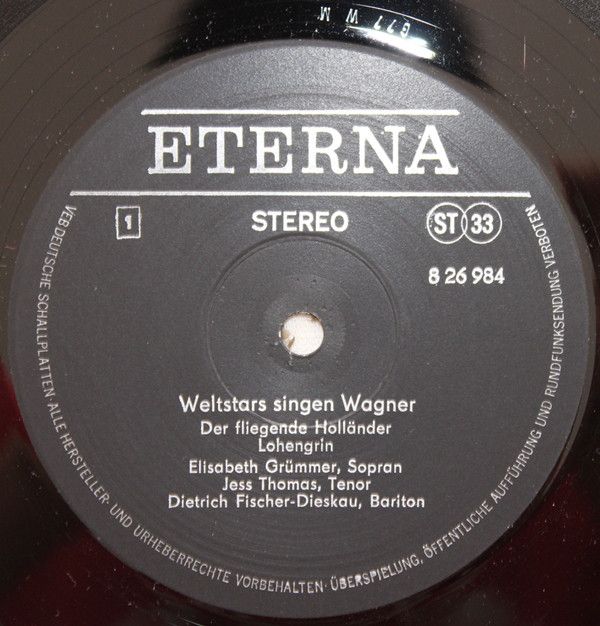 ETERNA
1
STEREO
ST 33
8 26 984
Weltstars singen Wagner
Der fliegende Holländer
Lohengrin
Elisabeth Grümmer, Sopran
Jess Thomas, Tenor
Dietrich Fischer-Dieskau, Bariton
VEB DEUTSCHE SCHALLPLATTEN · ALLE HERSTELLER- UND URHEBERRECHTE VORBEHALTEN · ÜBERSPIELUNG, ÖFFENTLICHE AUFFÜHRUNG UND RUNDFUNKSENDUNG VERBOTEN